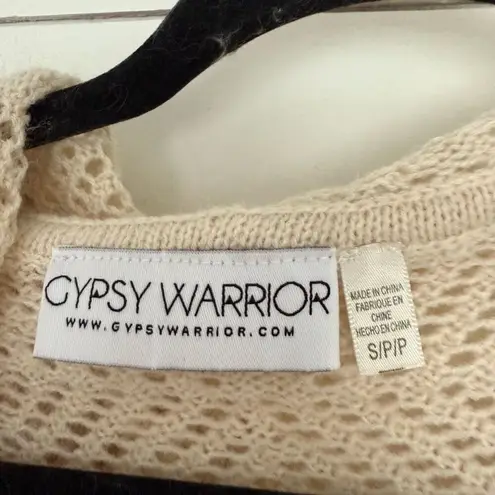 GYPSY WARRIOR
WWW.GYPSYWARRIOR.COM
MADE IN CHINA
FABRIQUE EN
CHINE
HECHO EN CHINA
S/P/P